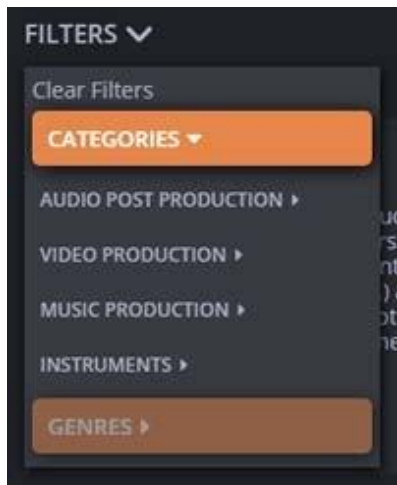 FILTERS
Clear Filters
CATEGORIES
AUDIO POST PRODUCTION
VIDEO PRODUCTION
MUSIC PRODUCTION
INSTRUMENTS
GENRES